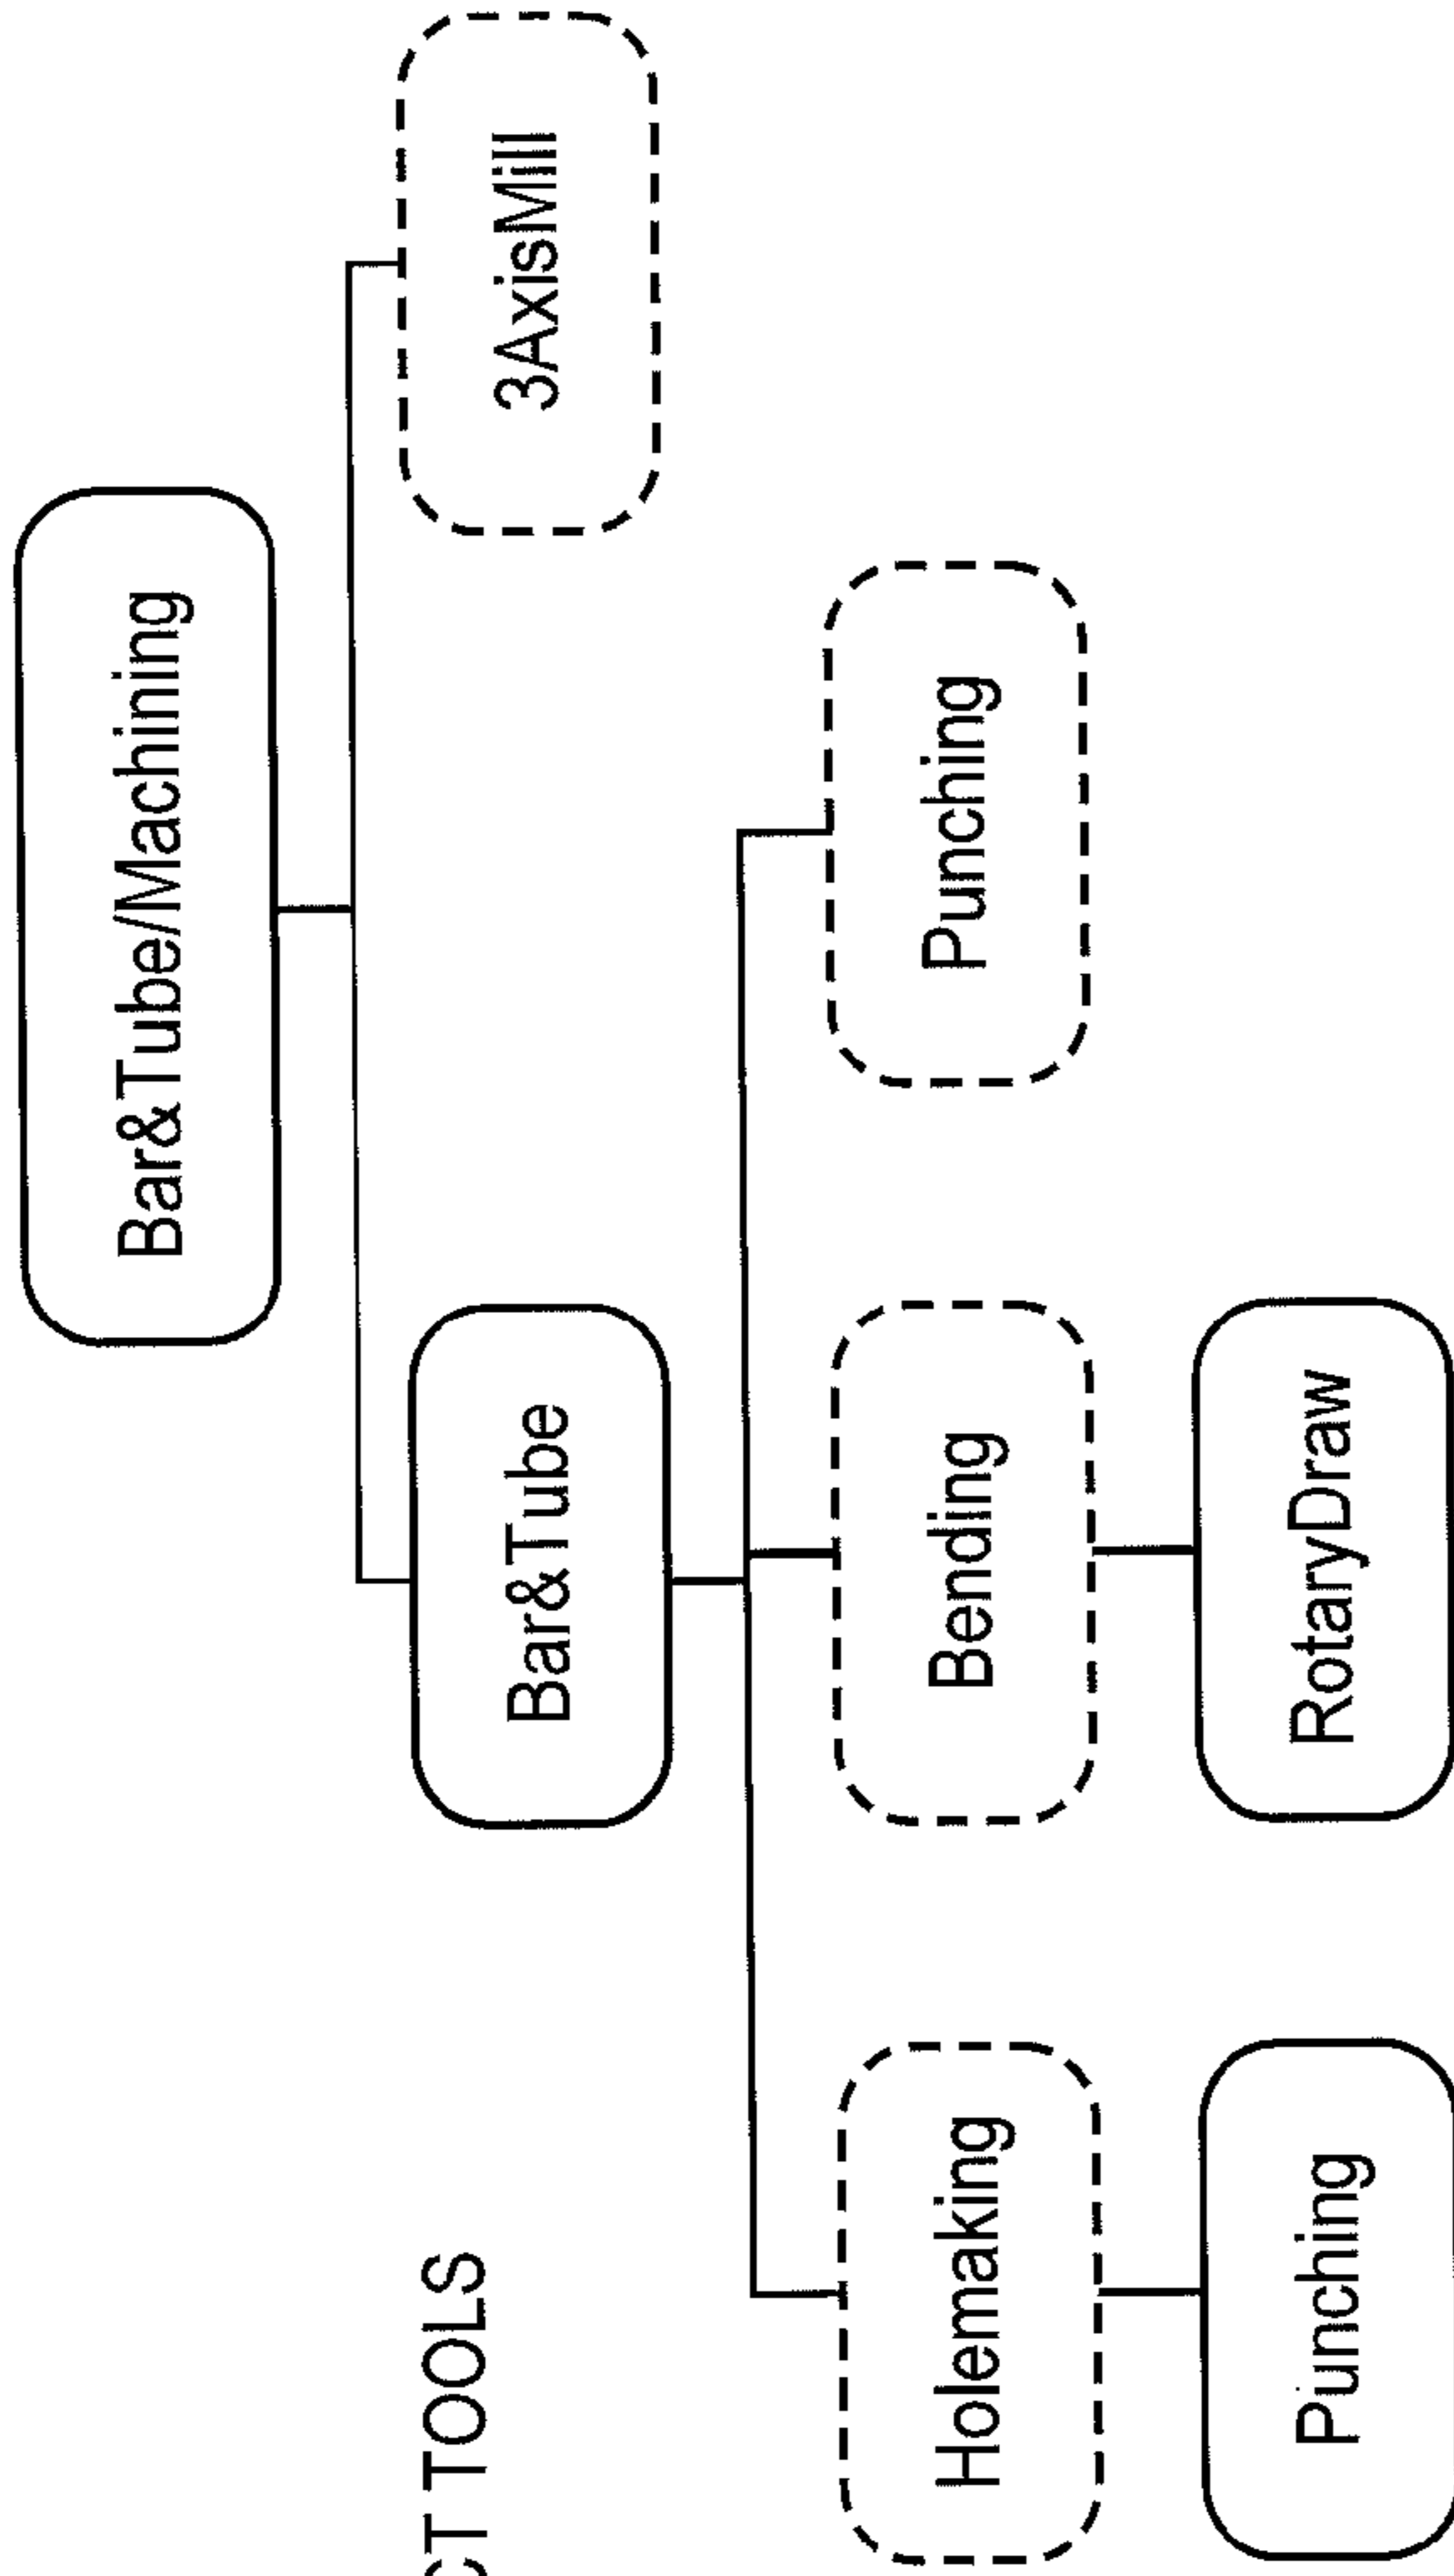 Bar&Tube/Machining
Bar&Tube
3AxisMill
CT TOOLS
Holemaking
Bending
Punching
Punching
RotaryDraw